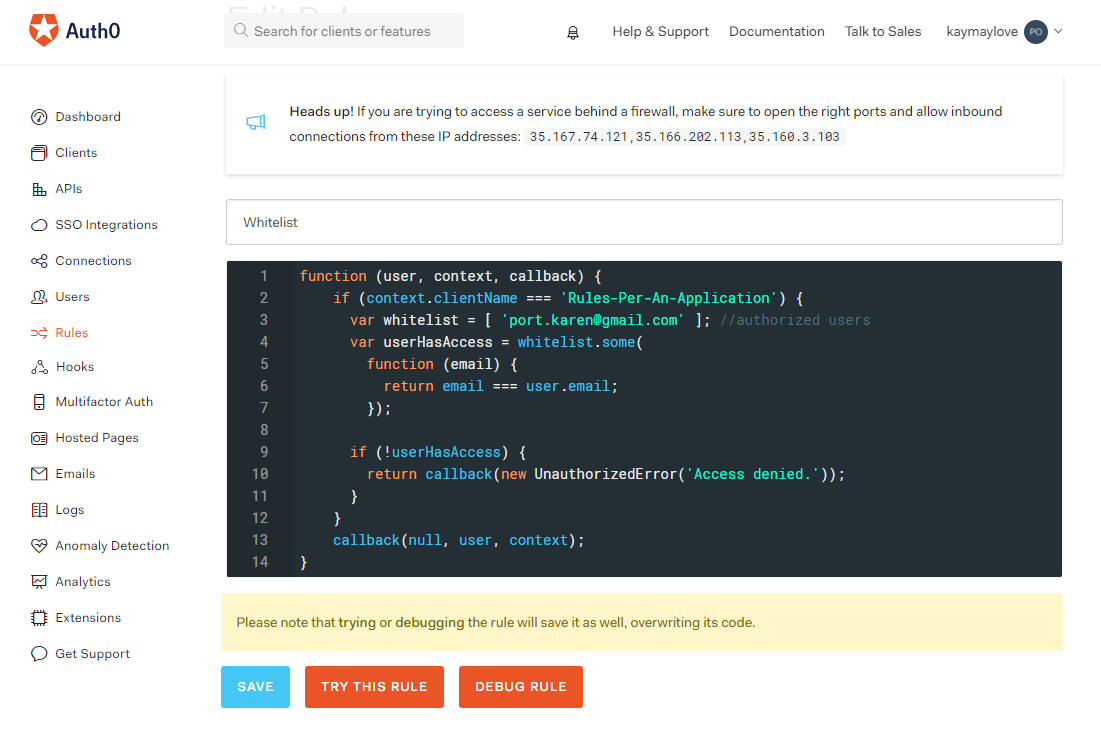 Edit Rule
Auth0
Search for clients or features
Help & Support
Documentation
Talk to Sales
kaymaylove
PO
Dashboard
Clients
APIs
SSO Integrations
Connections
Users
Rules
Hooks
Multifactor Auth
Hosted Pages
Emails
Logs
Anomaly Detection
Analytics
Extensions
Get Support
Heads up! If you are trying to access a service behind a firewall, make sure to open the right ports and allow inbound
connections from these IP addresses: 35.167.74.121,35.166.202.113,35.160.3.103
Whitelist
1 function (user, context, callback) {
2 if (context.clientName === 'Rules-Per-An-Application') {
3 var whitelist = [ 'port.karen@gmail.com' ]; //authorized users
4 var userHasAccess = whitelist.some(
5 function (email) {
6 return email === user.email;
7 });
8
9 if (!userHasAccess) {
10 return callback(new UnauthorizedError('Access denied.'));
11 }
12 }
13 callback(null, user, context);
14 }
Please note that trying or debugging the rule will save it as well, overwriting its code.
SAVE
TRY THIS RULE
DEBUG RULE